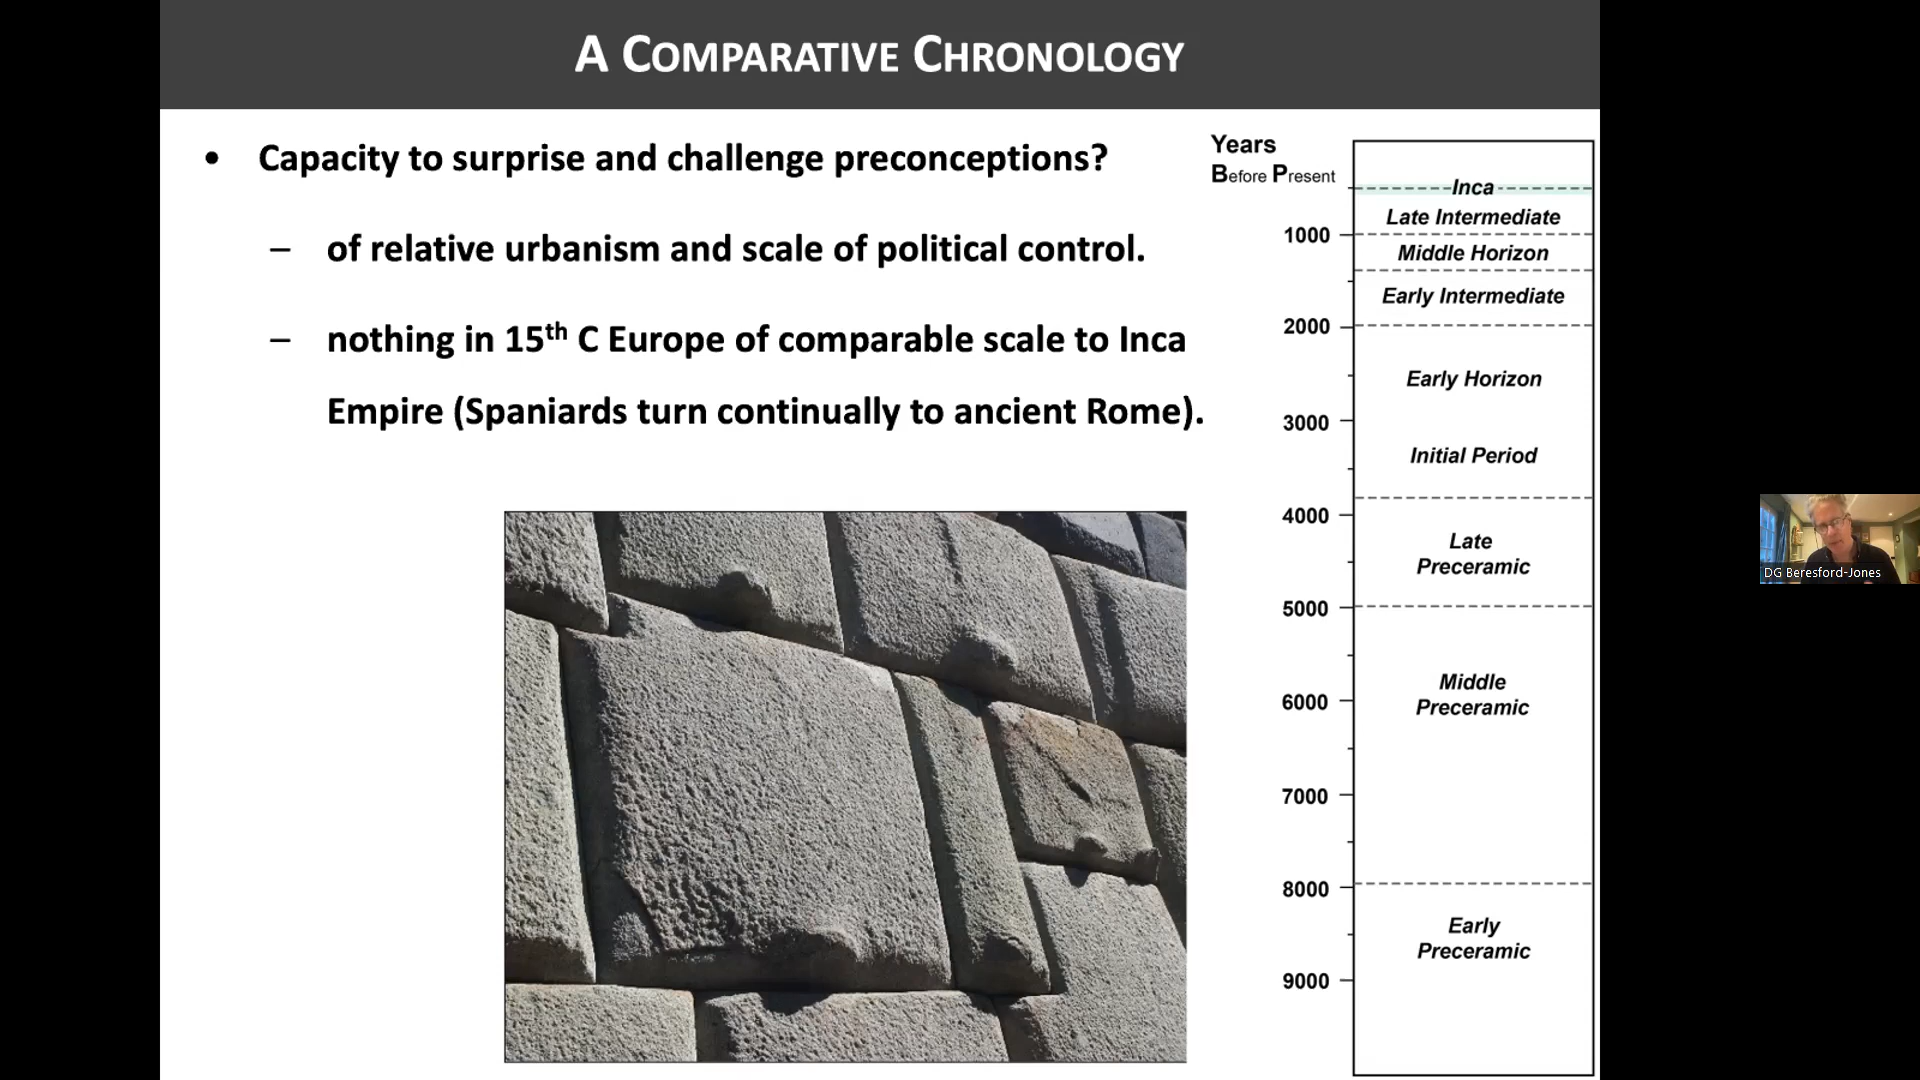 A COMPARATIVE CHRONOLOGY
• Capacity to surprise and challenge preconceptions?
– of relative urbanism and scale of political control.
– nothing in 15th C Europe of comparable scale to Inca
Empire (Spaniards turn continually to ancient Rome).
Years
Before Present
Inca
Late Intermediate
1000
Middle Horizon
Early Intermediate
2000
Early Horizon
3000
Initial Period
4000
Late
Preceramic
5000
Middle
Preceramic
6000
7000
8000
Early
Preceramic
9000
DG Beresford-Jones